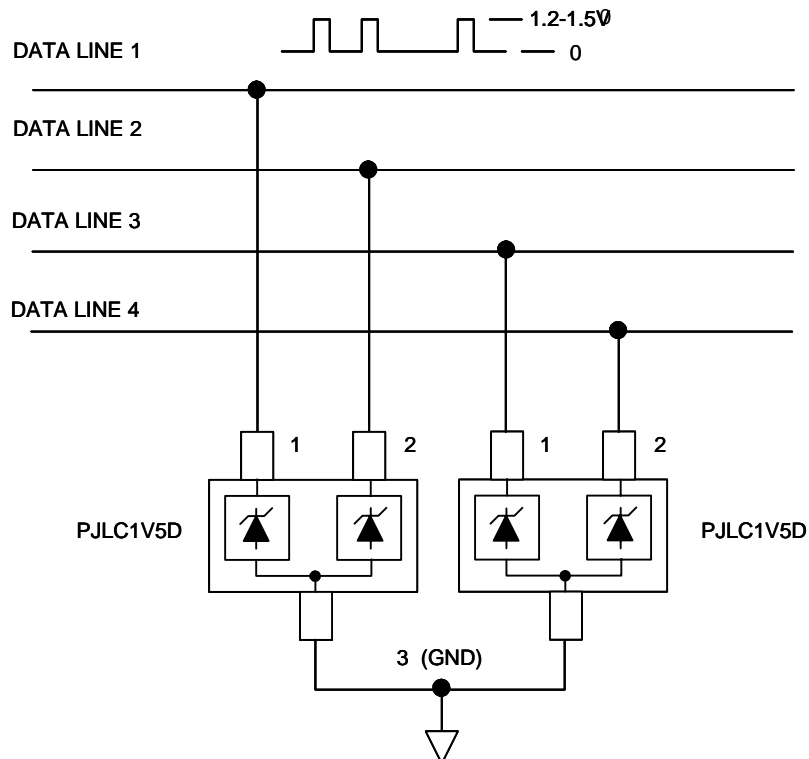 1.2-1.5V
0
DATA LINE 1
DATA LINE 2
DATA LINE 3
DATA LINE 4
1
2
1
2
PJLC1V5D
PJLC1V5D
3 (GND)